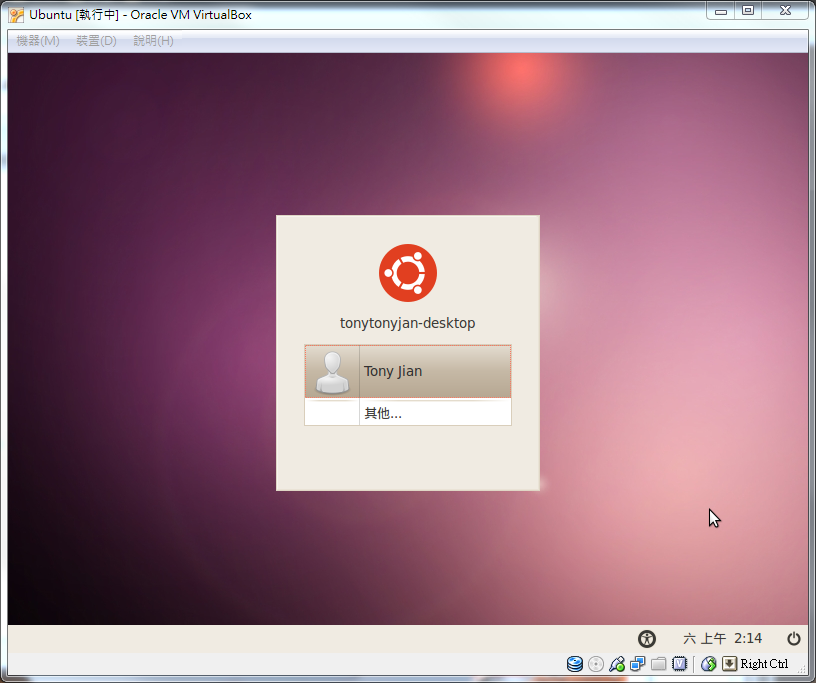 Ubuntu [執行中] - Oracle VM VirtualBox
機器(M) 裝置(D) 說明(H)
tonytonyjan-desktop
Tony Jian
其他...
六 上午 2:14
Right Ctrl